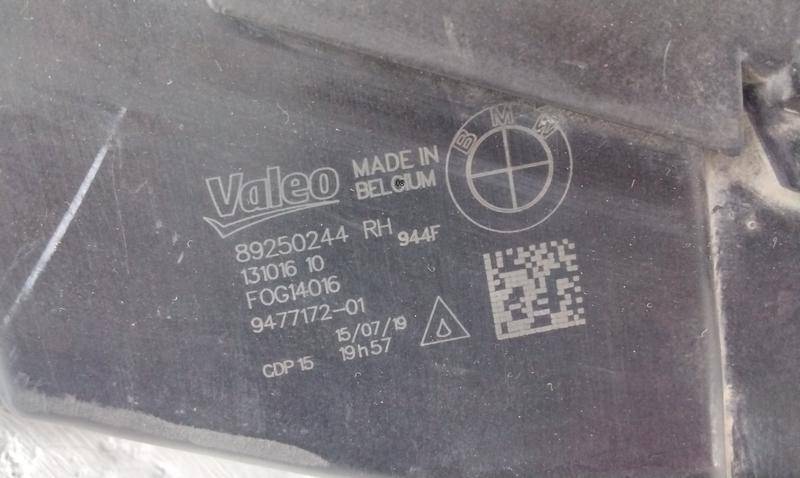 Valeo
MADE IN
BELGIUM
BMW
89250244 RH
944F
131016 10
FOG14016
9477172-01
15/07/19
GDP 15 19h57